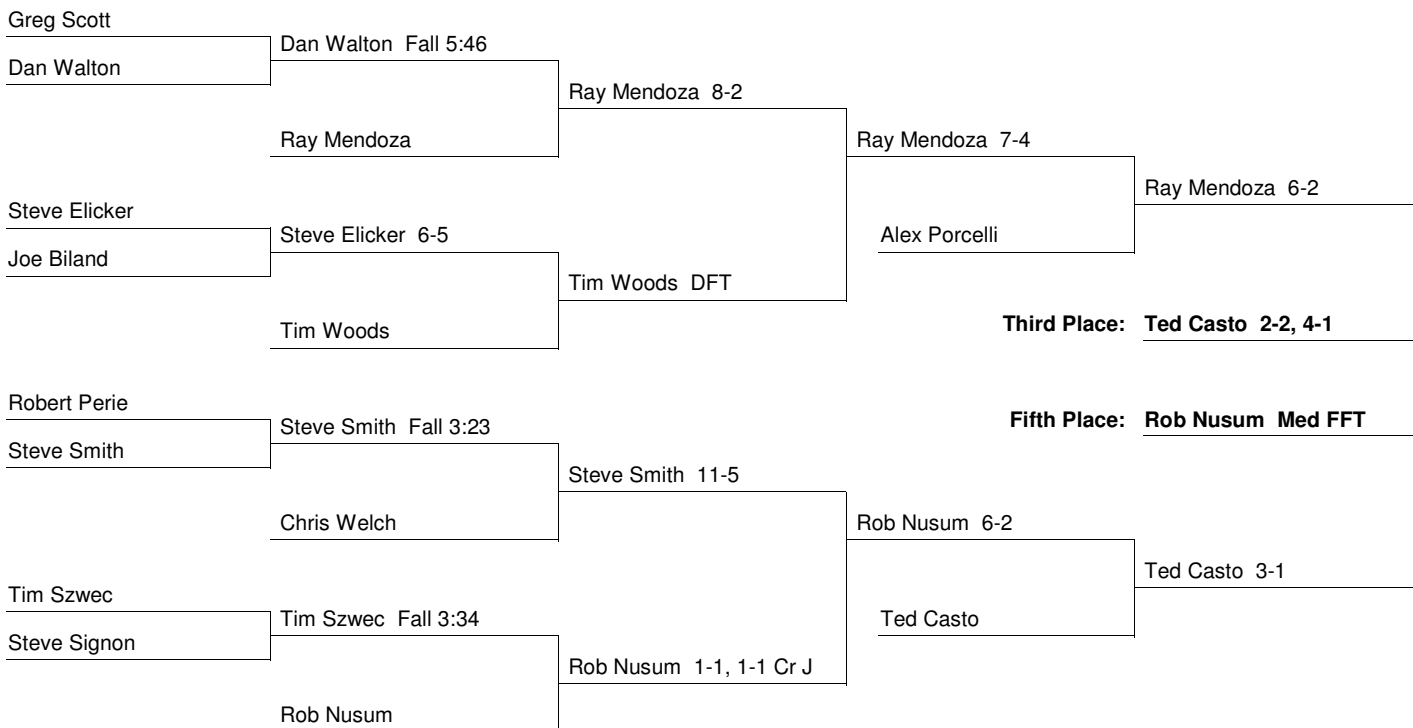 Greg Scott
Dan Walton Fall 5:46
Dan Walton
Ray Mendoza 8-2
Ray Mendoza
Ray Mendoza 7-4
Ray Mendoza 6-2
Steve Elicker
Steve Elicker 6-5
Alex Porcelli
Joe Biland
Tim Woods DFT
Tim Woods
Third Place: Ted Casto 2-2, 4-1
Robert Perie
Steve Smith Fall 3:23
Fifth Place: Rob Nusum Med FFT
Steve Smith
Steve Smith 11-5
Chris Welch
Rob Nusum 6-2
Ted Casto 3-1
Tim Szwec
Tim Szwec Fall 3:34
Ted Casto
Steve Signon
Rob Nusum 1-1, 1-1 Cr J
Rob Nusum